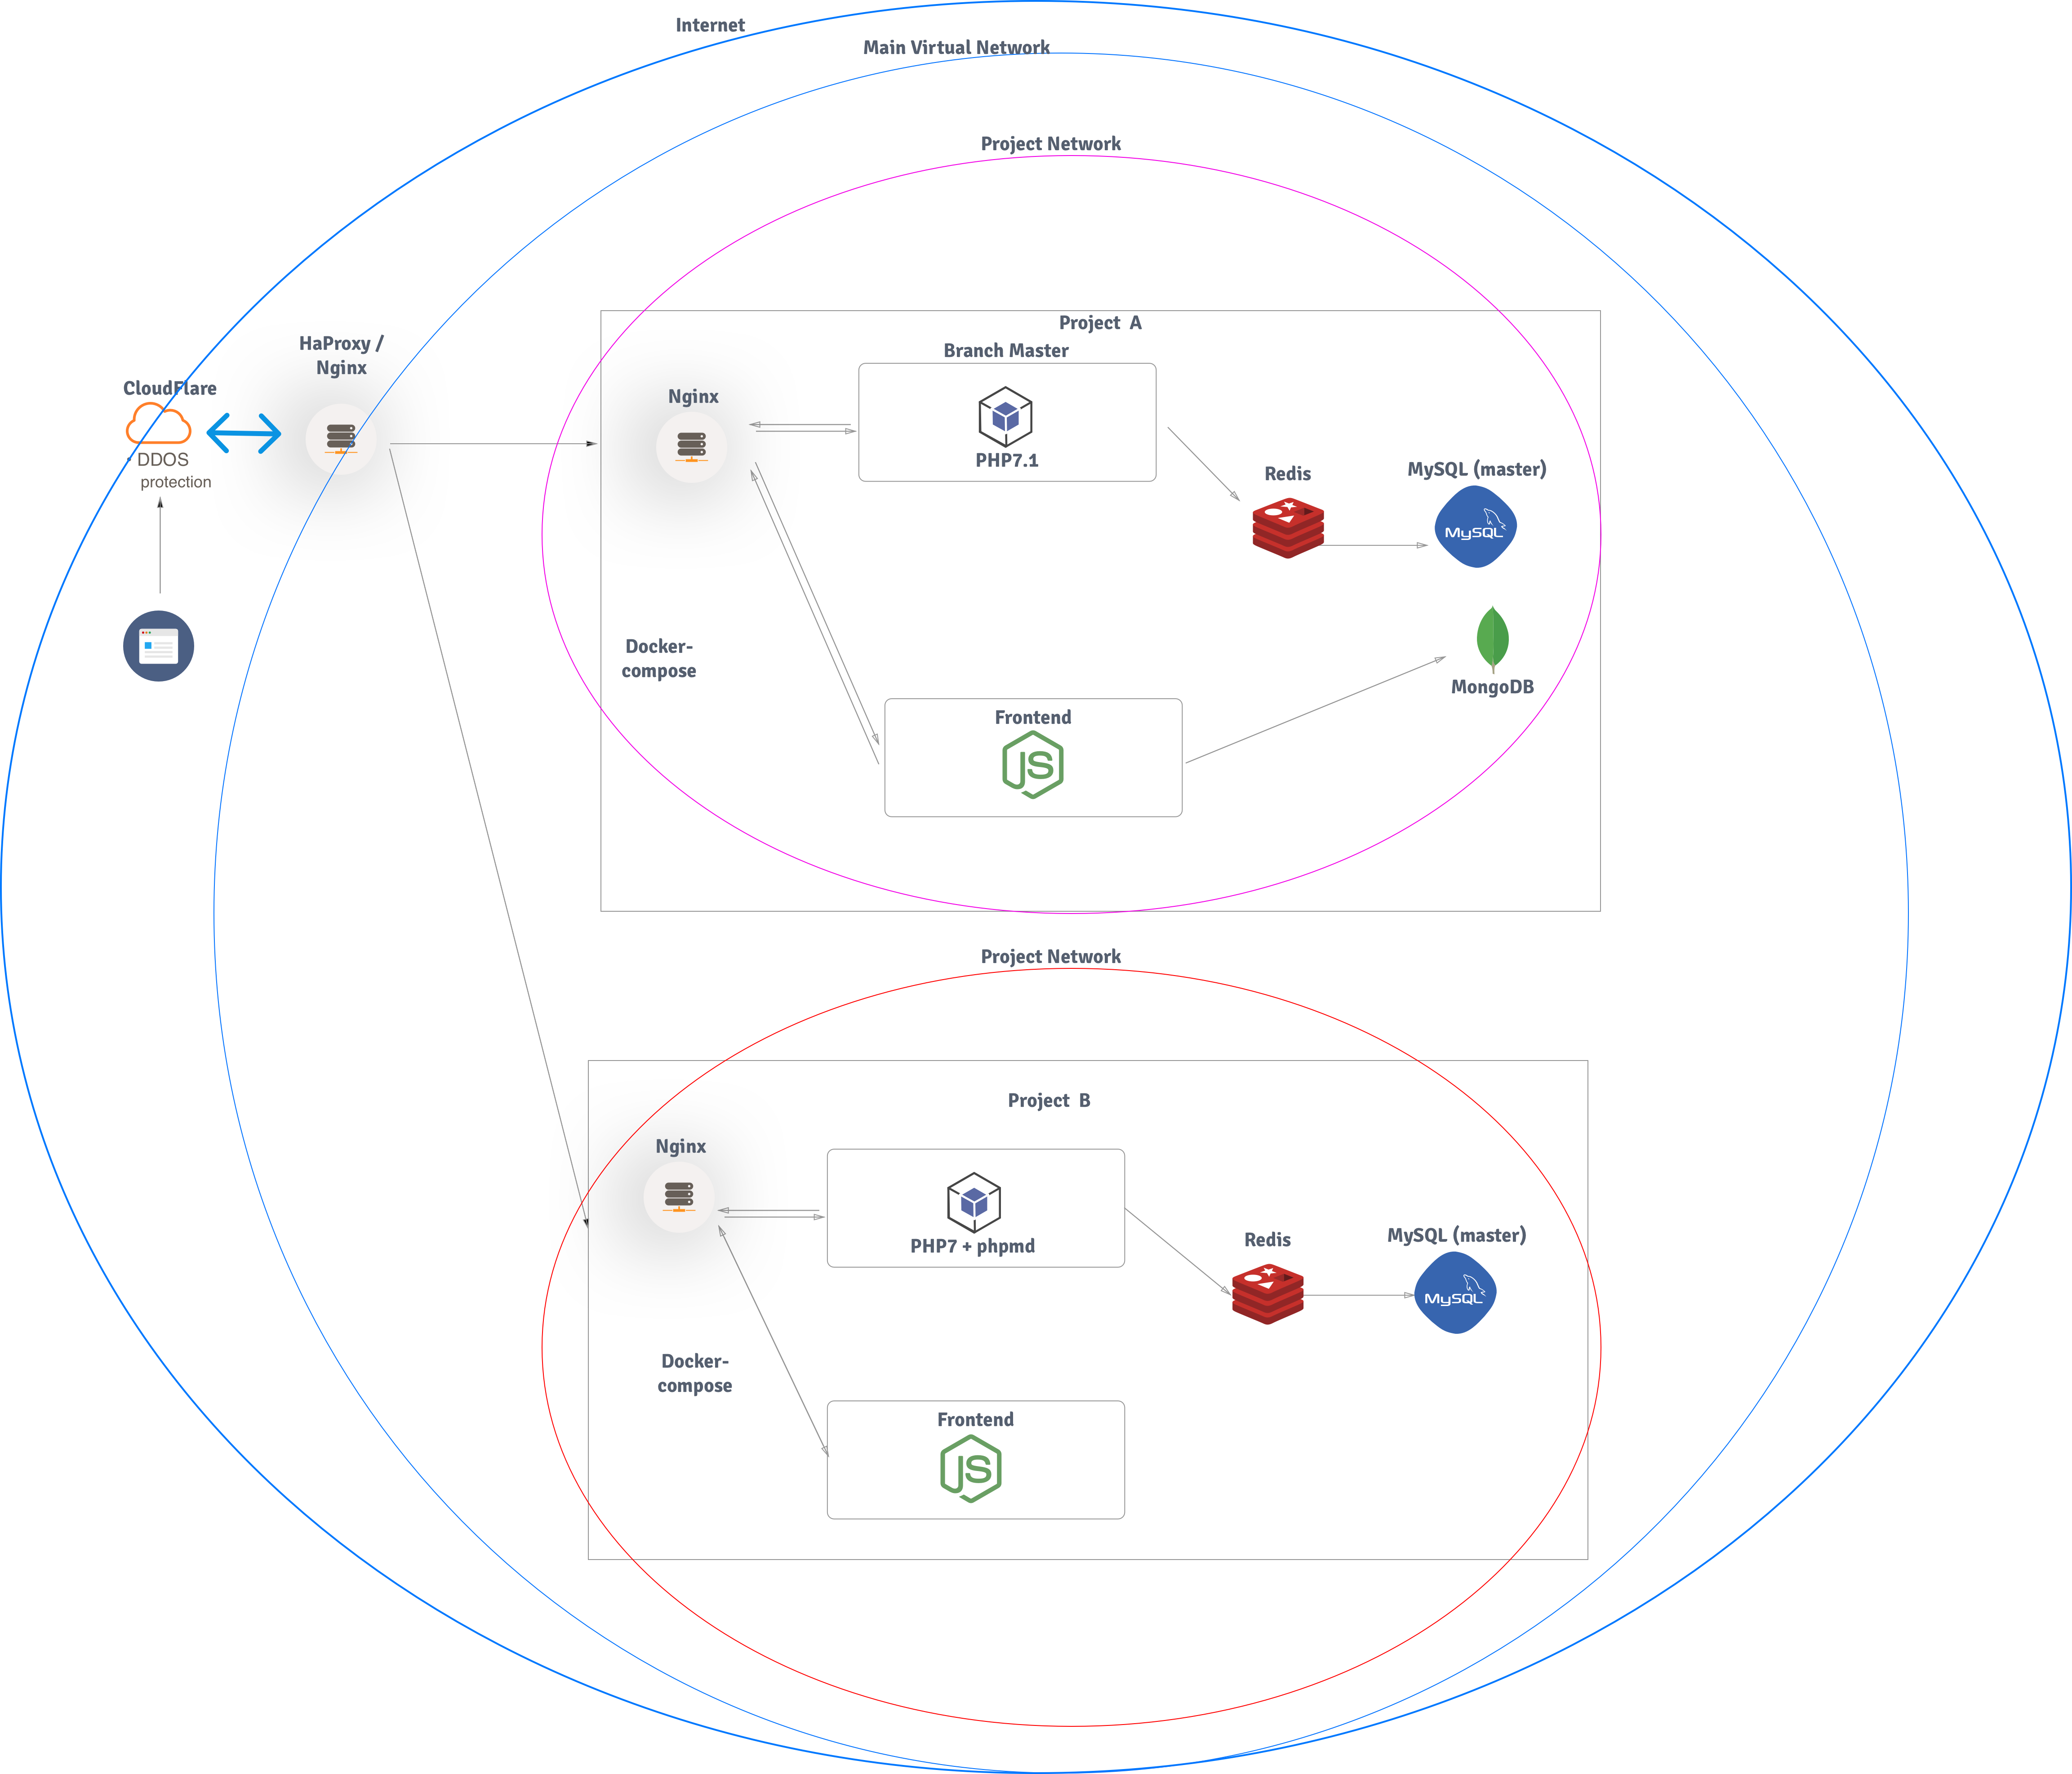 Internet
Main Virtual Network
Project Network
Project A
HaProxy /
Nginx
Branch Master
CloudFlare
Nginx
• DDOS
protection
PHP7.1
Redis
MySQL (master)
MySQL
Docker-
compose
MongoDB
Frontend
JS
Project Network
Project B
Nginx
PHP7 + phpmd
Redis
MySQL (master)
MySQL
Docker-
compose
Frontend
JS